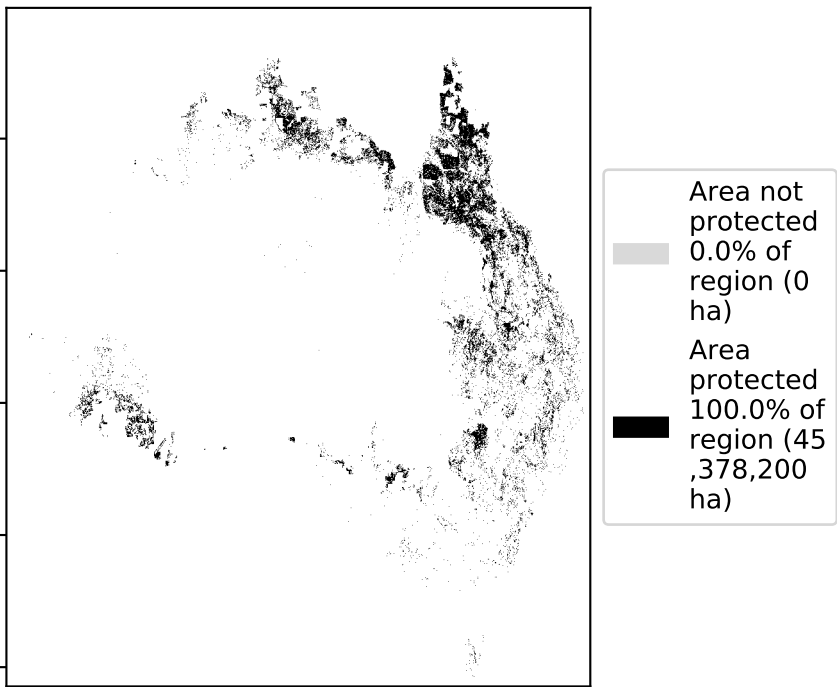 Area not
protected
0.0% of
region (0
ha)
Area
protected
100.0% of
region (45
,378,200
ha)